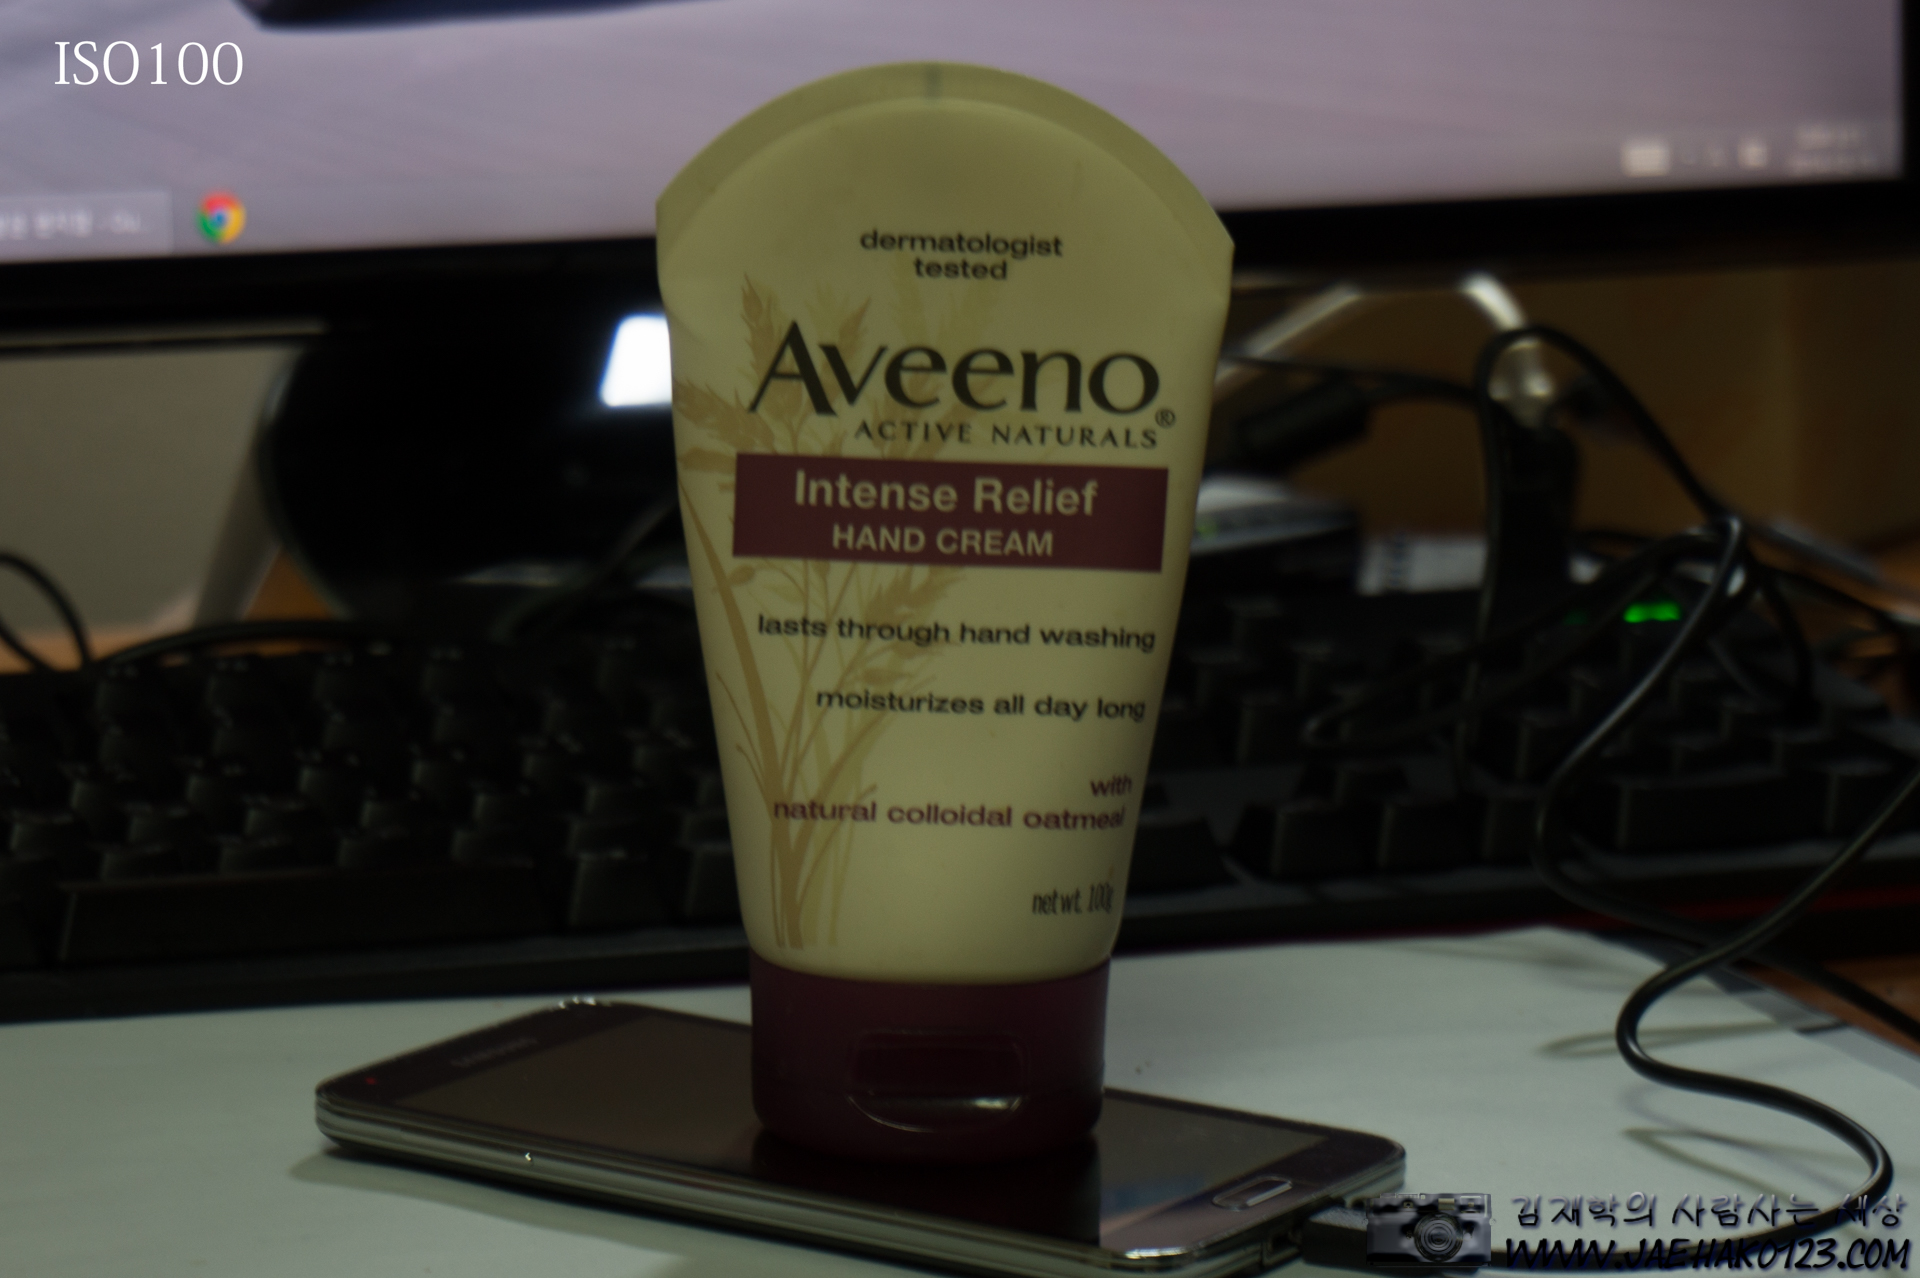 ISO100
dermatologist
tested
Aveeno®
ACTIVE NATURALS
Intense Relief
HAND CREAM
lasts through hand washing
moisturizes all day long
with
natural colloidal oatmeal
net wt. 100g
SAMSUNG
김재학의 사람사는 세상
WWW.JAEHAK0123.COM